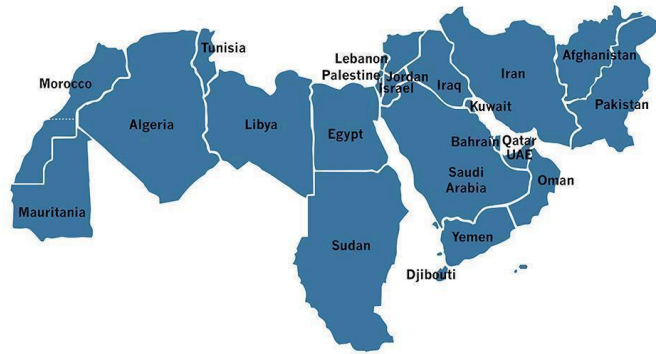 Tunisia
Morocco
Algeria
Libya
Egypt
Mauritania
Sudan
Lebanon
Palestine
Jordan
Israel
Iraq
Kuwait
Iran
Afghanistan
Pakistan
Bahrain
Qatar
UAE
Saudi
Arabia
Oman
Yemen
Djibouti